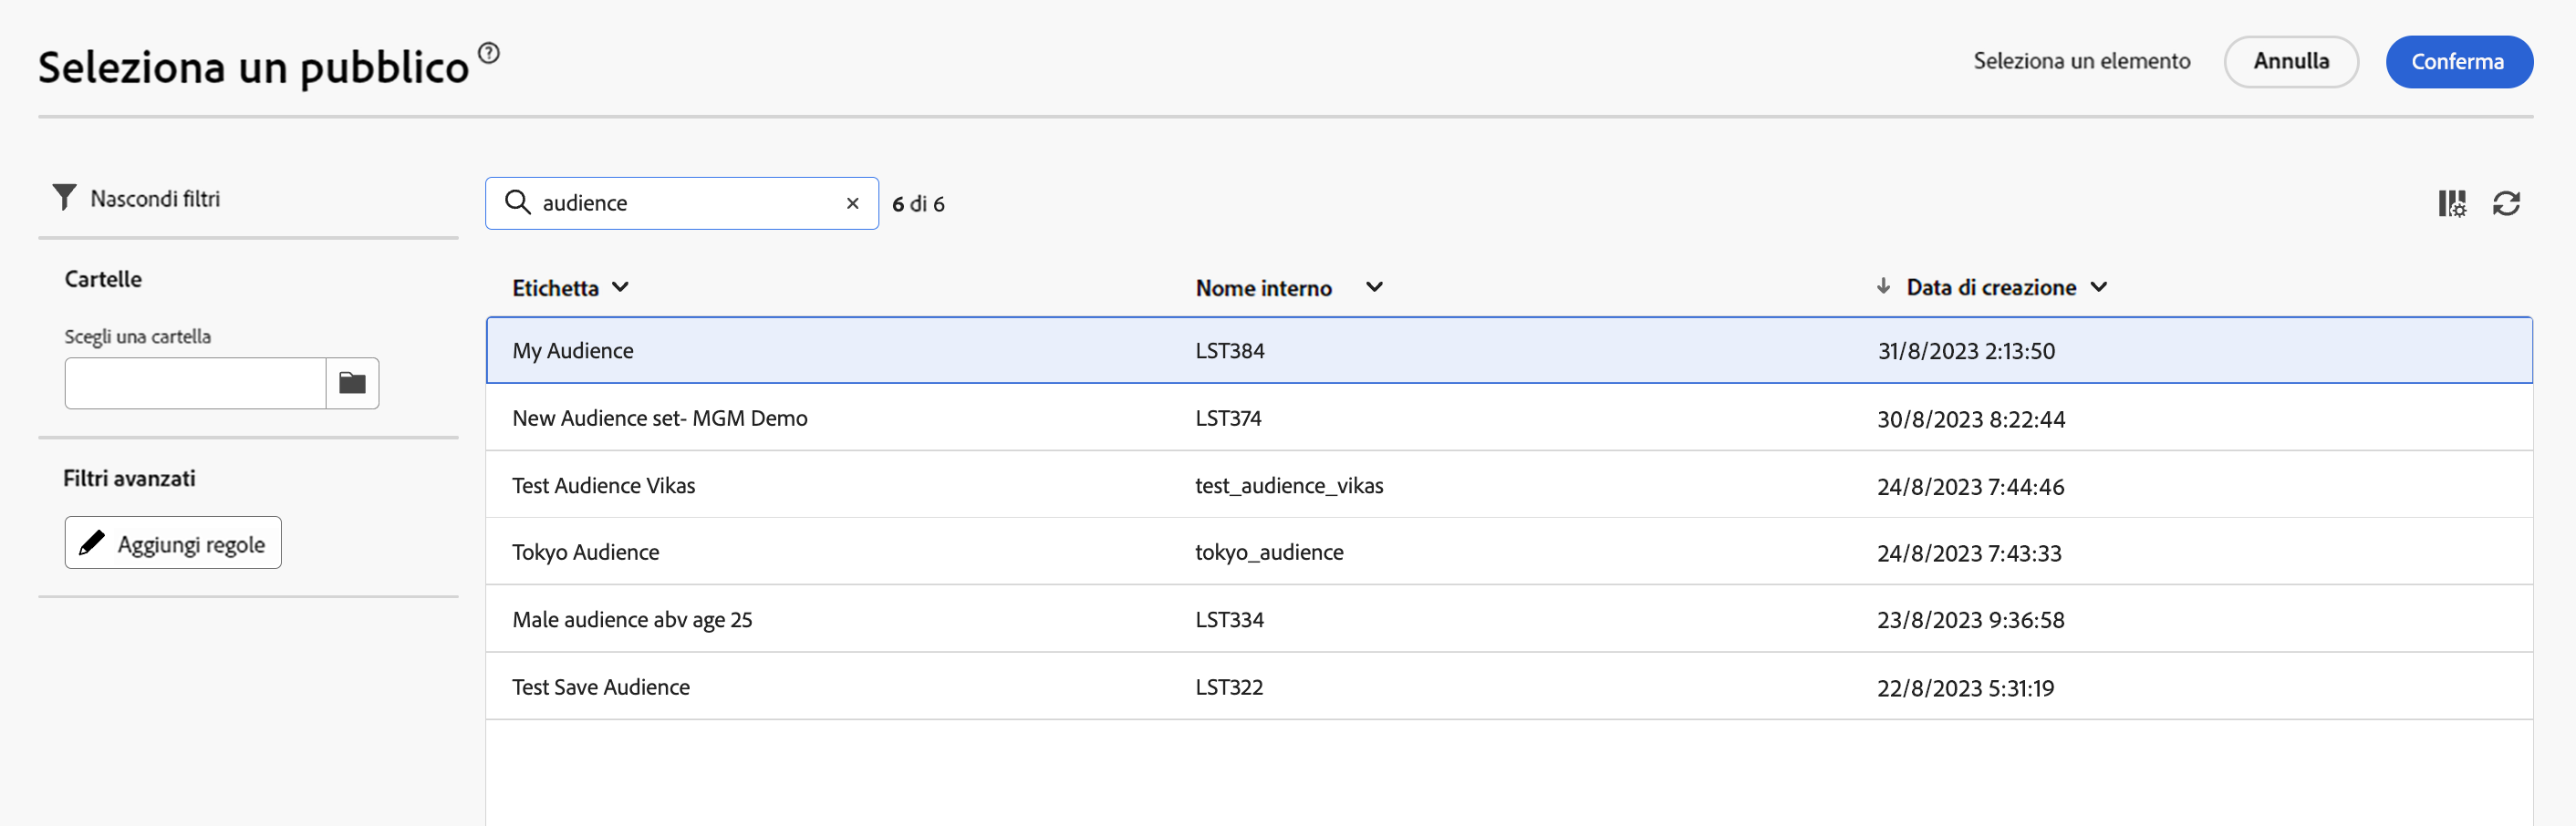 Seleziona un pubblico
Seleziona un elemento
Annulla
Conferma
Nascondi filtri
audience
6 di 6
Cartelle
Scegli una cartella
Filtri avanzati
Aggiungi regole
Etichetta Nome interno Data di creazione
My Audience LST384 31/8/2023 2:13:50
New Audience set- MGM Demo LST374 30/8/2023 8:22:44
Test Audience Vikas test_audience_vikas 24/8/2023 7:44:46
Tokyo Audience tokyo_audience 24/8/2023 7:43:33
Male audience abv age 25 LST334 23/8/2023 9:36:58
Test Save Audience LST322 22/8/2023 5:31:19